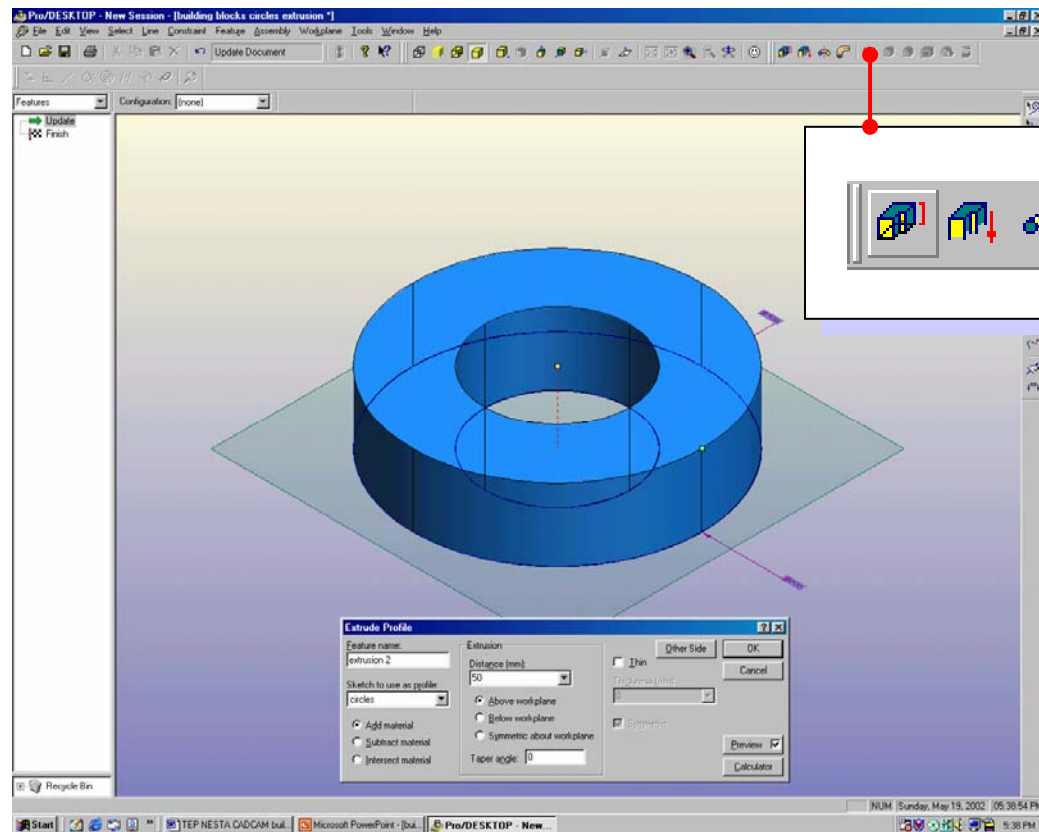 Pro/DESKTOP - New Session - [building blocks circles extrusion *]
File Edit View Select Line Constraint Feature Assembly Workplane Tools Window Help
Update Document
Features Configuration: (none)
Update
Finish
Extrude Profile
Feature name:
extrusion 2
Sketch to use as profile:
circles
Add material
Subtract material
Intersect material
Extrusion
Distance (mm):
50
Above workplane
Below workplane
Symmetric about workplane
Taper angle: 0
Thin
Thickness (mm):
0
Symmetric
Other Side
OK
Cancel
Preview
Calculator
Recycle Bin
NUM Sunday, May 19, 2002 05:38:54 PM
Start
TEP NESTA CADCAM buil...
Microsoft PowerPoint - [bui...
Pro/DESKTOP - New...
5:38 PM